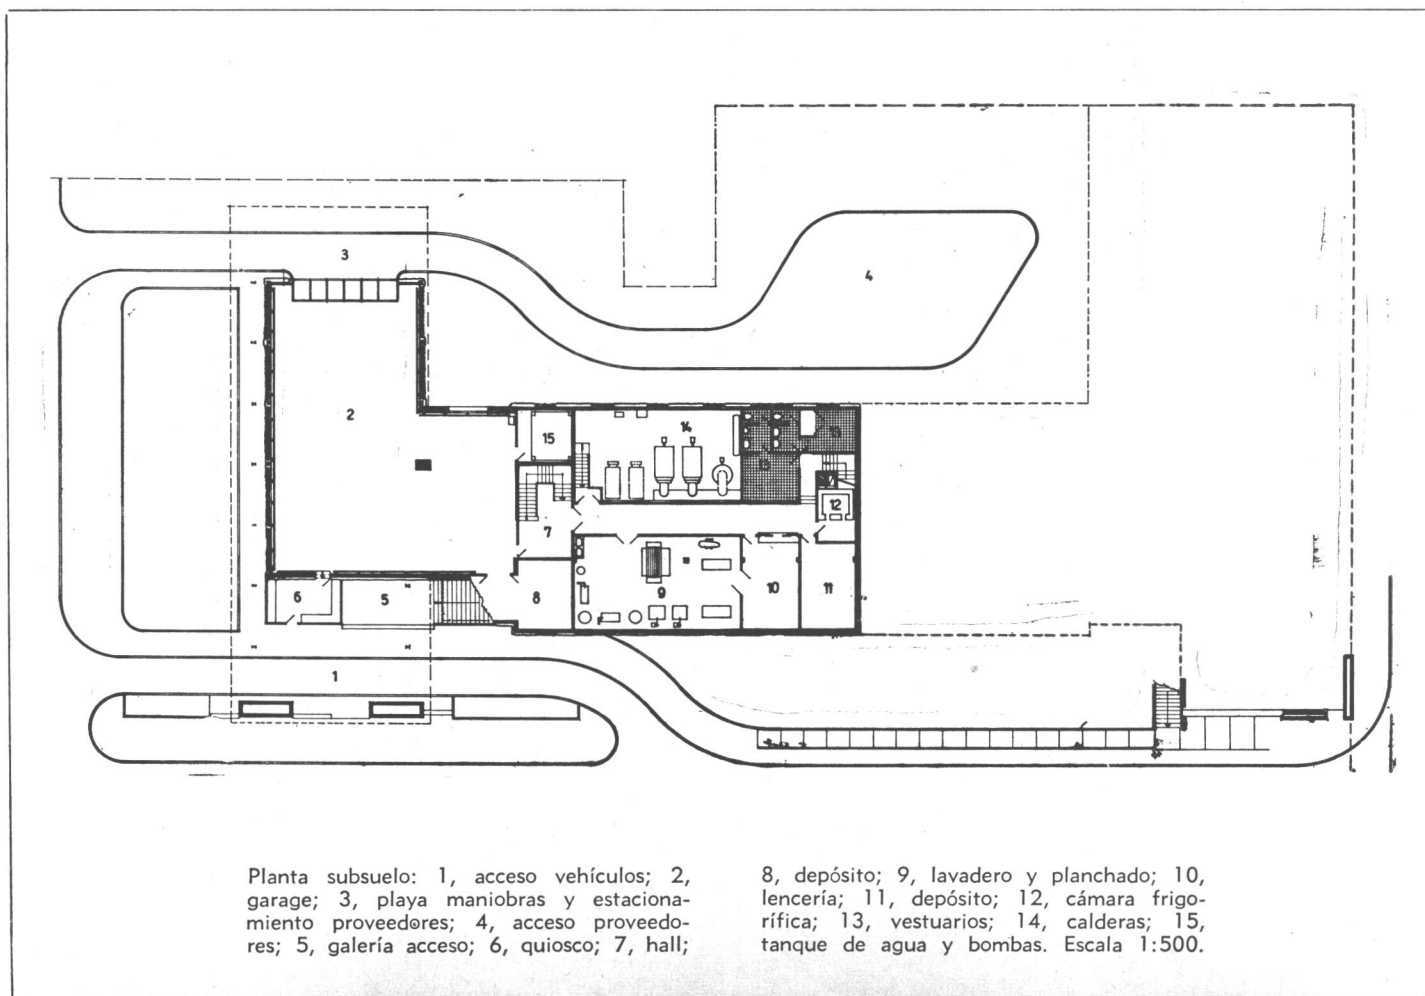 3
4
2
14
15
13
13
12
7
6
5
8
9
10
11
1
Planta subsuelo: 1, acceso vehículos; 2,
garage; 3, playa maniobras y estaciona-
miento proveedores; 4, acceso proveedo-
res; 5, galería acceso; 6, quiosco; 7, hall;
8, depósito; 9, lavadero y planchado; 10,
lencería; 11, depósito; 12, cámara frigo-
rífica; 13, vestuarios; 14, calderas; 15,
tanque de agua y bombas. Escala 1:500.